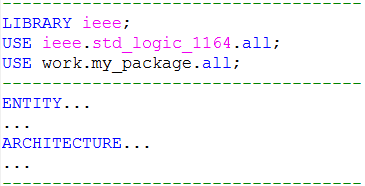 ------------------------------------
LIBRARY ieee;
USE ieee.std_logic_1164.all;
USE work.my_package.all;
------------------------------------
ENTITY...
...
ARCHITECTURE...
...
------------------------------------